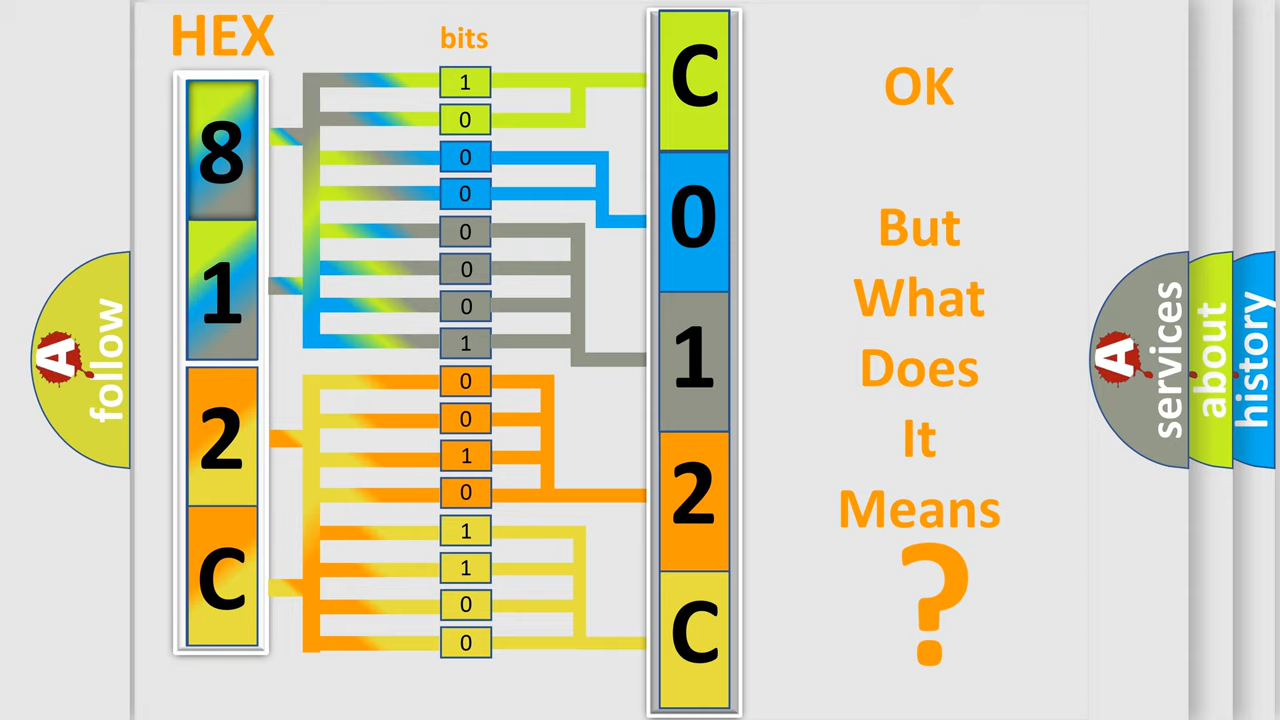 HEX
bits
8
1
2
C
1
0
0
0
0
0
0
1
0
0
1
0
1
1
0
0
C
0
1
2
C
OK
But
What
Does
It
Means
?
A
follow
A
services
about
history